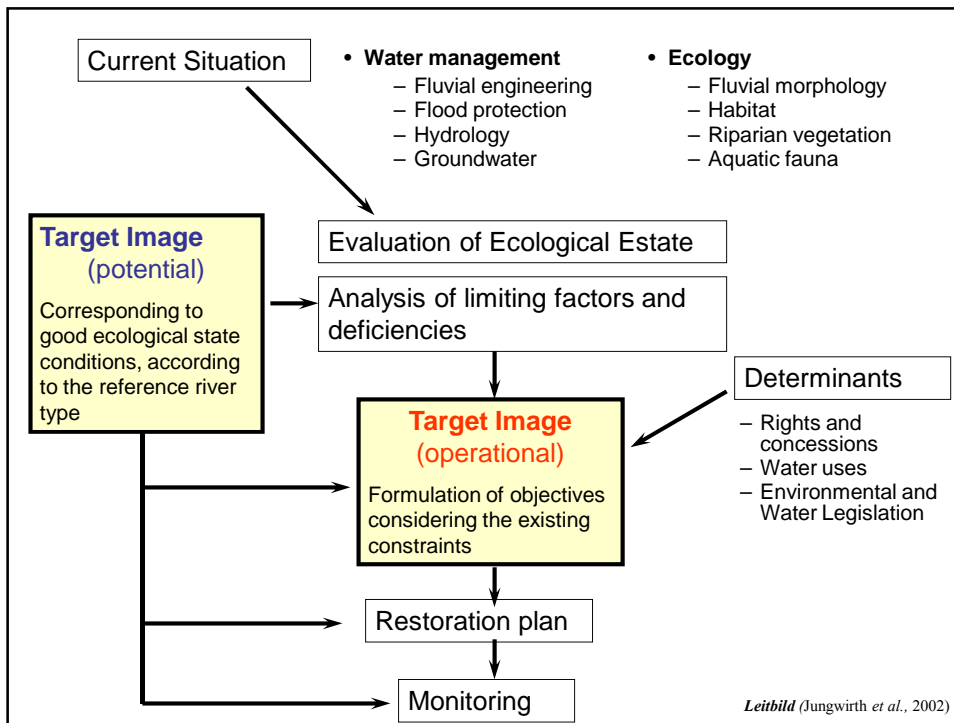 Current Situation
• Water management
– Fluvial engineering
– Flood protection
– Hydrology
– Groundwater
• Ecology
– Fluvial morphology
– Habitat
– Riparian vegetation
– Aquatic fauna
Target Image
(potential)
Corresponding to
good ecological state
conditions, according
to the reference river
type
Evaluation of Ecological Estate
Analysis of limiting factors and
deficiencies
Determinants
– Rights and
concessions
– Water uses
– Environmental and
Water Legislation
Target Image
(operational)
Formulation of objectives
considering the existing
constraints
Restoration plan
Monitoring
Leitbild (Jungwirth et al., 2002)